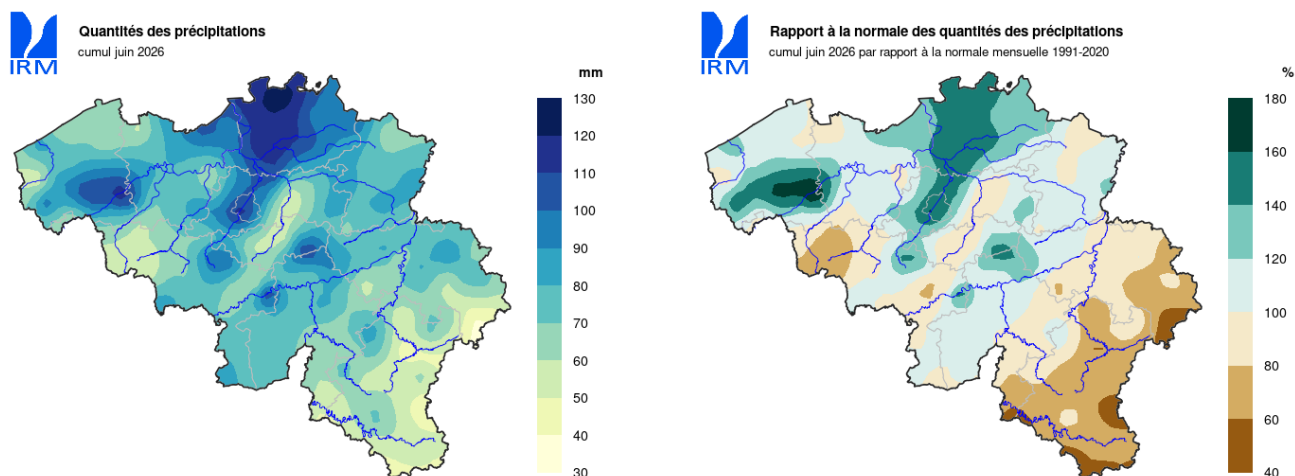 IRM
Quantités des précipitations
cumul juin 2026
mm
130
120
110
100
90
80
70
60
50
40
30
IRM
Rapport à la normale des quantités des précipitations
cumul juin 2026 par rapport à la normale mensuelle 1991-2020
%
180
160
140
120
100
80
60
40